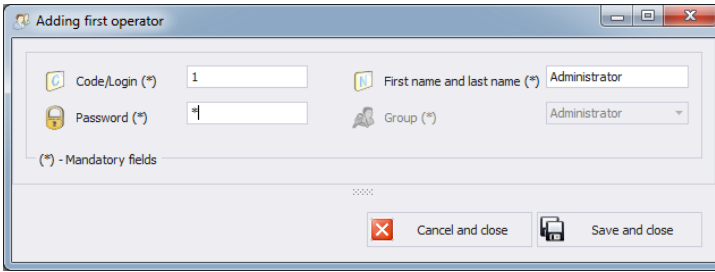 Adding first operator
Code/Login (*) 1 First name and last name (*) Administrator
Password (*) * Group (*) Administrator
(*) - Mandatory fields
Cancel and close Save and close